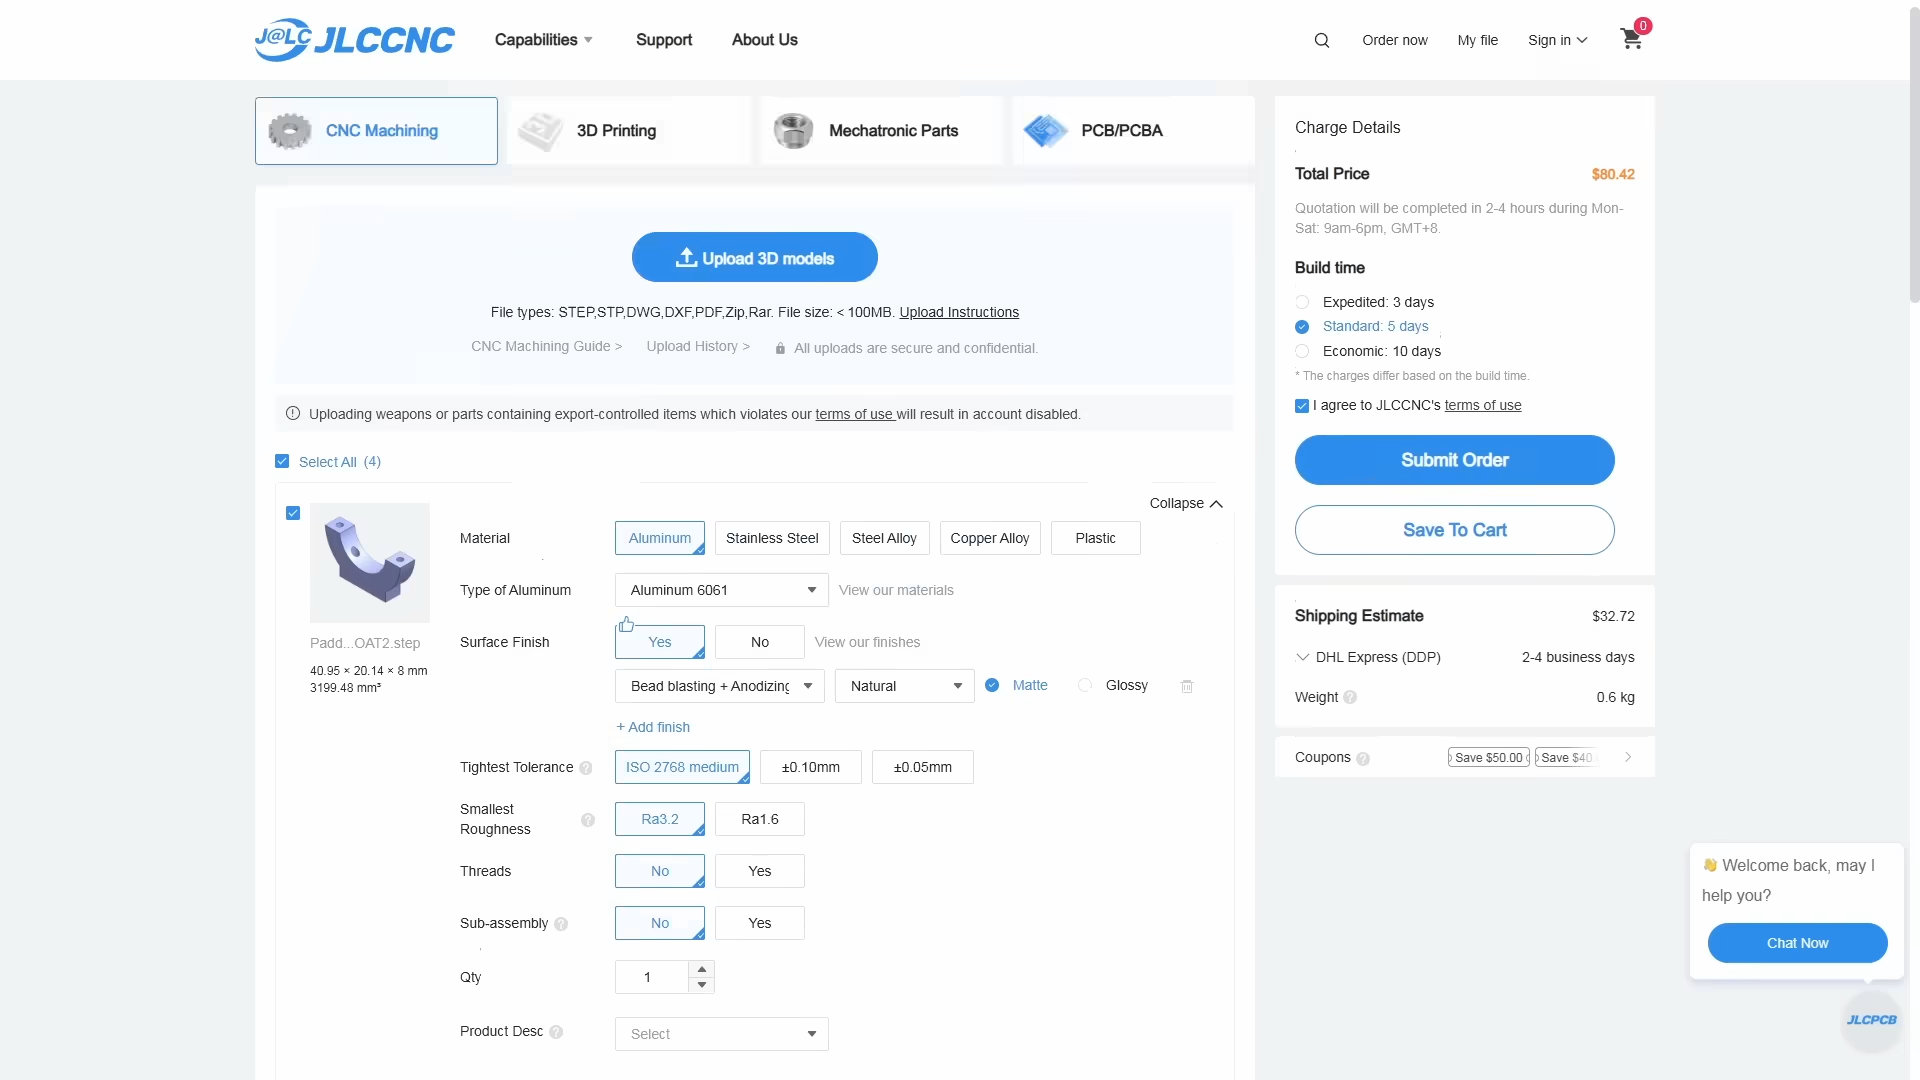 J@LC JLCCNC
Capabilities
Support
About Us
Order now
My file
Sign in
0
CNC Machining
3D Printing
Mechatronic Parts
PCB/PCBA
Upload 3D models
File types: STEP,STP,DWG,DXF,PDF,Zip,Rar. File size: < 100MB. Upload Instructions
CNC Machining Guide >
Upload History >
All uploads are secure and confidential.
Uploading weapons or parts containing export-controlled items which violates our terms of use will result in account disabled.
Select All (4)
Collapse
Padd...OAT2.step
40.95 × 20.14 × 8 mm
3199.48 mm³
Material
Aluminum
Stainless Steel
Steel Alloy
Copper Alloy
Plastic
Type of Aluminum
Aluminum 6061
View our materials
Surface Finish
Yes
No
View our finishes
Bead blasting + Anodizing
Natural
Matte
Glossy
+ Add finish
Tightest Tolerance
ISO 2768 medium
±0.10mm
±0.05mm
Smallest
Roughness
Ra3.2
Ra1.6
Threads
No
Yes
Sub-assembly
No
Yes
Qty
1
Product Desc
Select
Charge Details
Total Price
$80.42
Quotation will be completed in 2-4 hours during Mon-
Sat: 9am-6pm, GMT+8.
Build time
Expedited: 3 days
Standard: 5 days
Economic: 10 days
* The charges differ based on the build time.
I agree to JLCCNC's terms of use
Submit Order
Save To Cart
Shipping Estimate
$32.72
DHL Express (DDP)
2-4 business days
Weight
0.6 kg
Coupons
Save $50.00
Save $40
👋 Welcome back, may I
help you?
Chat Now
JLCPCB